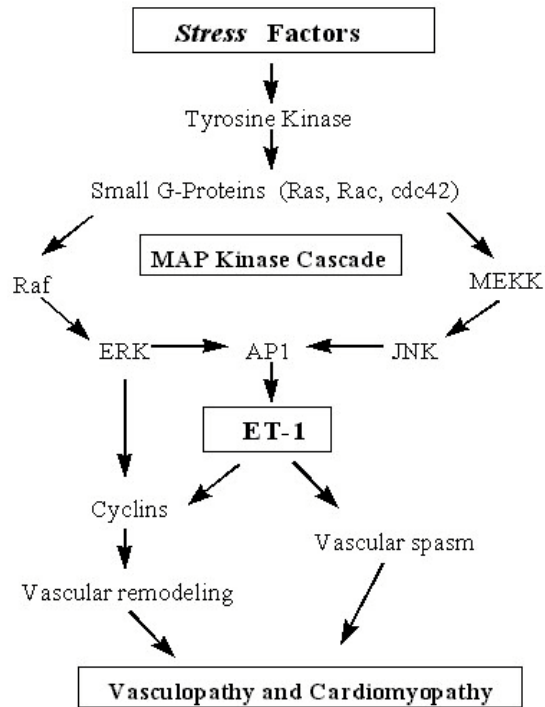 Stress Factors
Tyrosine Kinase
Small G-Proteins (Ras, Rac, cdc42)
MAP Kinase Cascade
Raf
MEKK
ERK
AP1
JNK
ET-1
Cyclins
Vascular spasm
Vascular remodeling
Vasculopathy and Cardiomyopathy